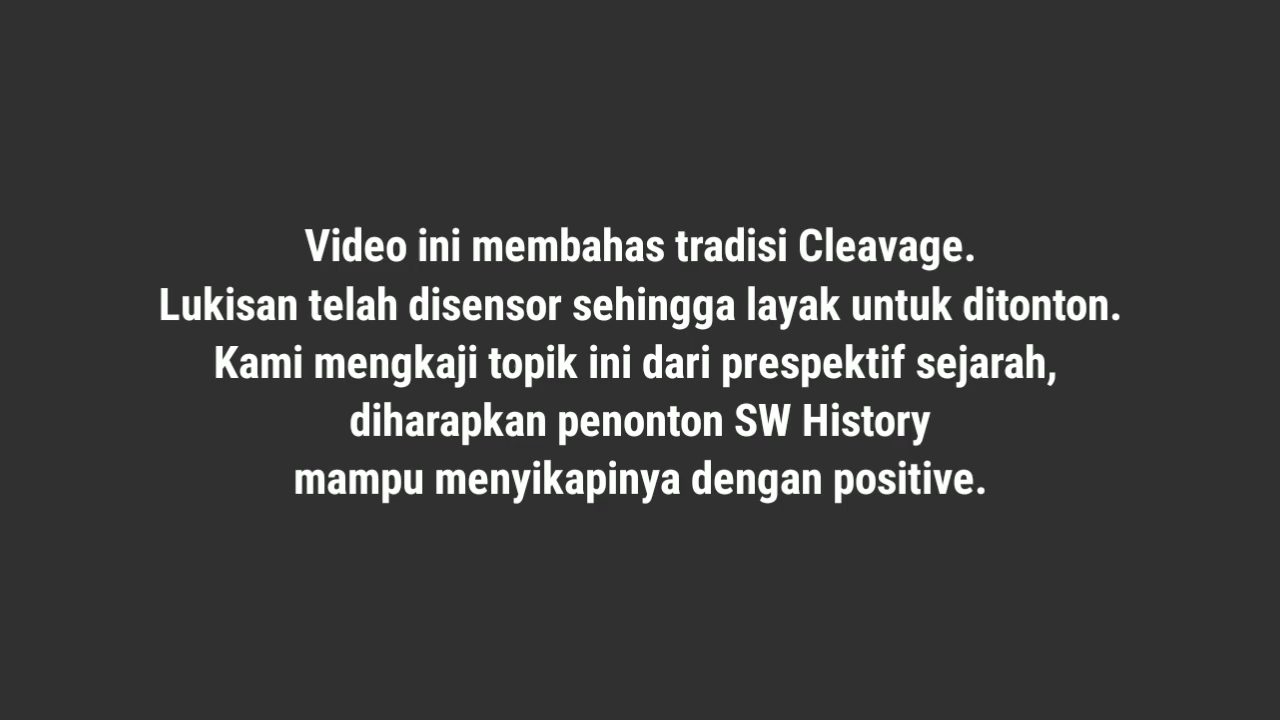 Video ini membahas tradisi Cleavage.
Lukisan telah disensor sehingga layak untuk ditonton.
Kami mengkaji topik ini dari prespektif sejarah,
diharapkan penonton SW History
mampu menyikapinya dengan positive.